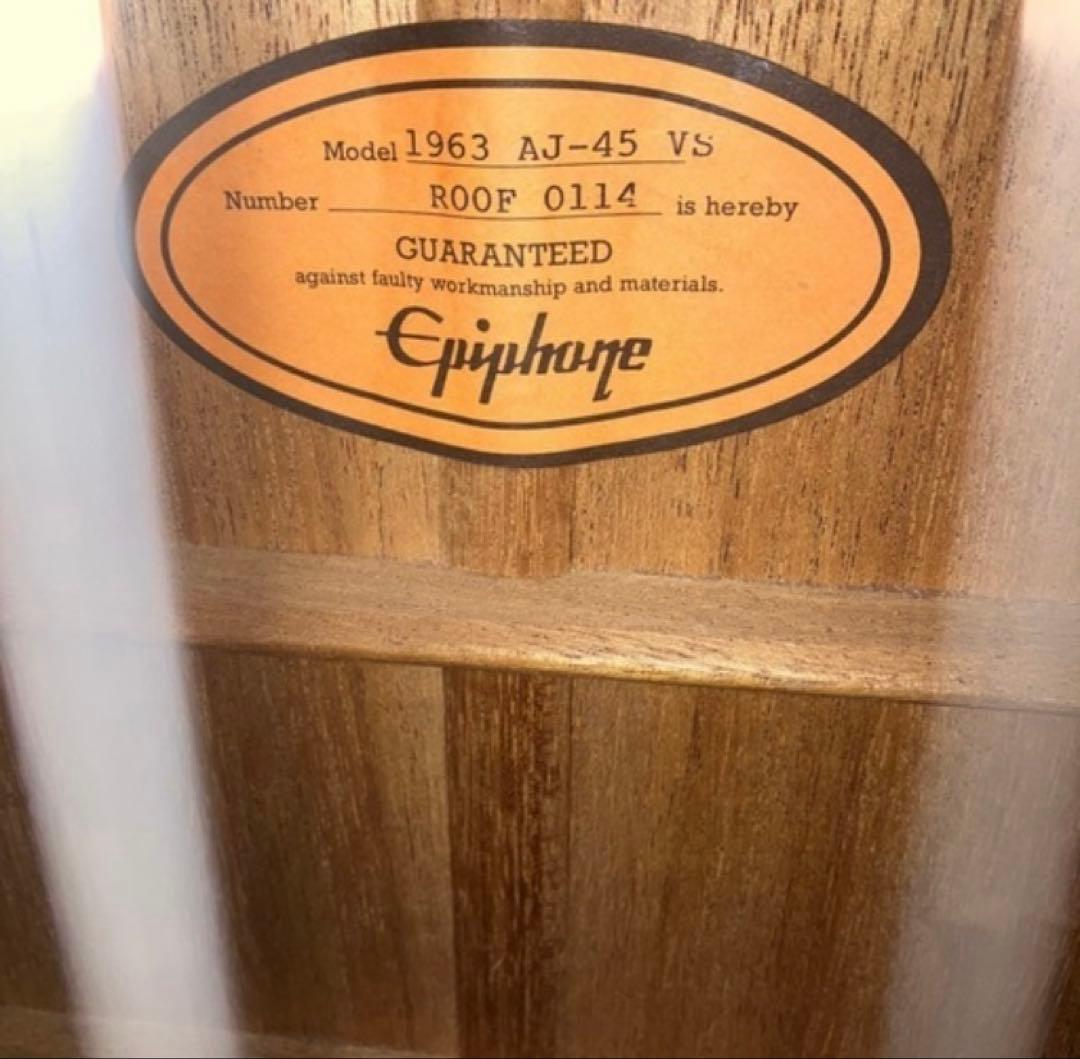 Model 1963 AJ-45 VS
Number ROOF 0114 is hereby
GUARANTEED
against faulty workmanship and materials.
Epiphone